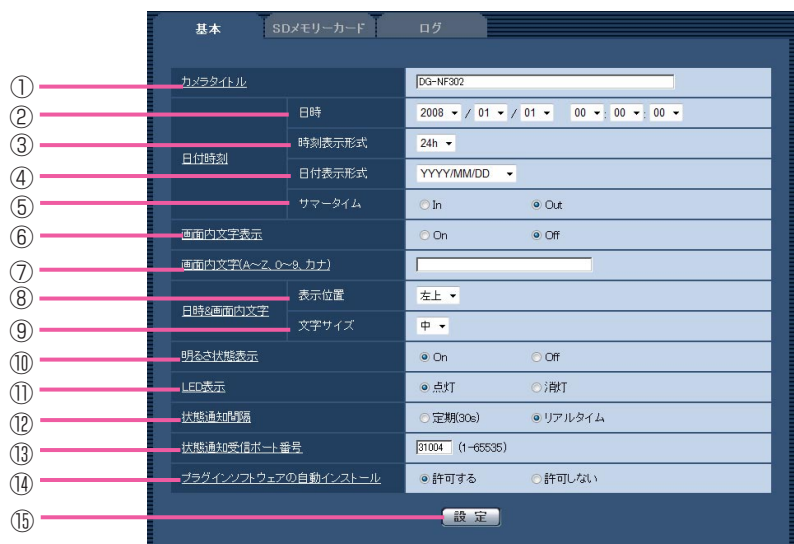 基本 SDメモリーカード ログ
① カメラタイトル DG-NF302
② 日時 2008 / 01 / 01 00 : 00 : 00
日付時刻
③ 時刻表示形式 24h
④ 日付表示形式 YYYY/MM/DD
⑤ サマータイム In Out
⑥ 画面内文字表示 On Off
⑦ 画面内文字(A～Z、0～9、カナ)
日時&画面内文字
⑧ 表示位置 左上
⑨ 文字サイズ 中
⑩ 明るさ状態表示 On Off
⑪ LED表示 点灯 消灯
⑫ 状態通知間隔 定期(30s) リアルタイム
⑬ 状態通知受信ポート番号 31004 (1-65535)
⑭ プラグインソフトウェアの自動インストール 許可する 許可しない
⑮ 設定